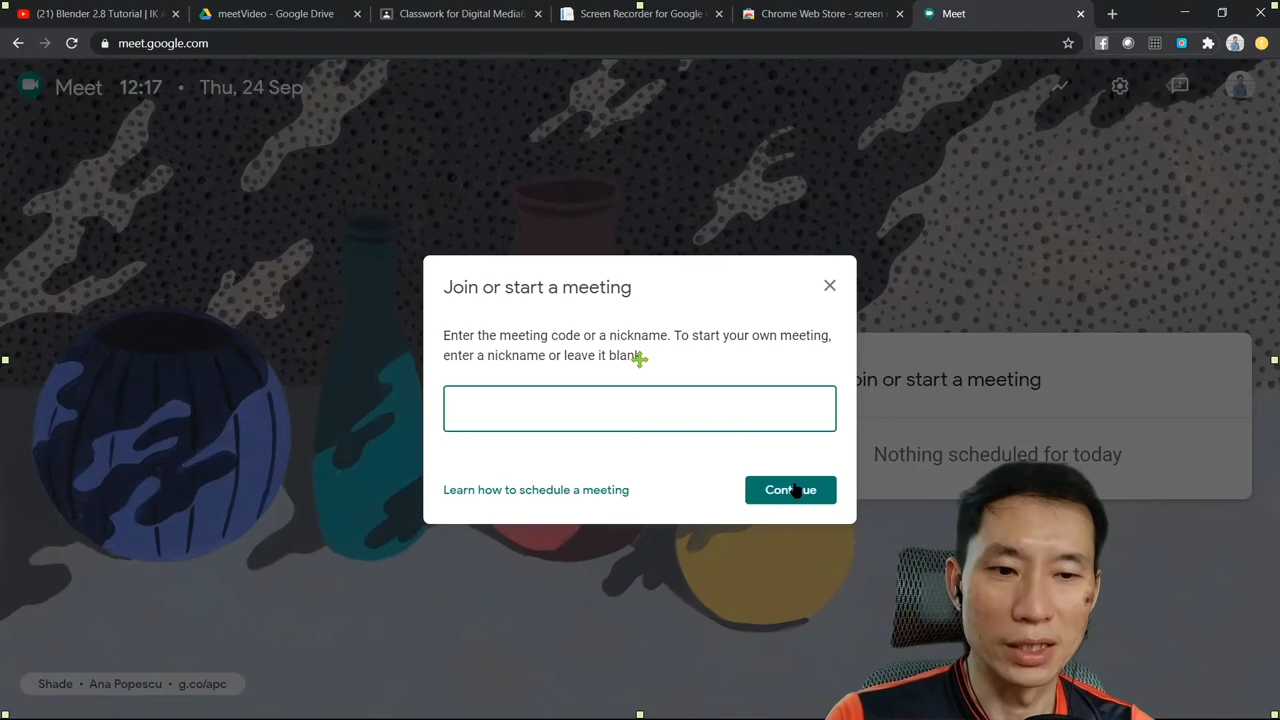 (21) Blender 2.8 Tutorial | IK
meetVideo - Google Drive
Classwork for Digital Media
Screen Recorder for Google
Chrome Web Store - screen
Meet
meet.google.com
Meet 12:17 • Thu, 24 Sep
Join or start a meeting
Enter the meeting code or a nickname. To start your own meeting,
enter a nickname or leave it blank
Learn how to schedule a meeting
Continue
oin or start a meeting
Nothing scheduled for today
Shade • Ana Popescu • g.co/apc